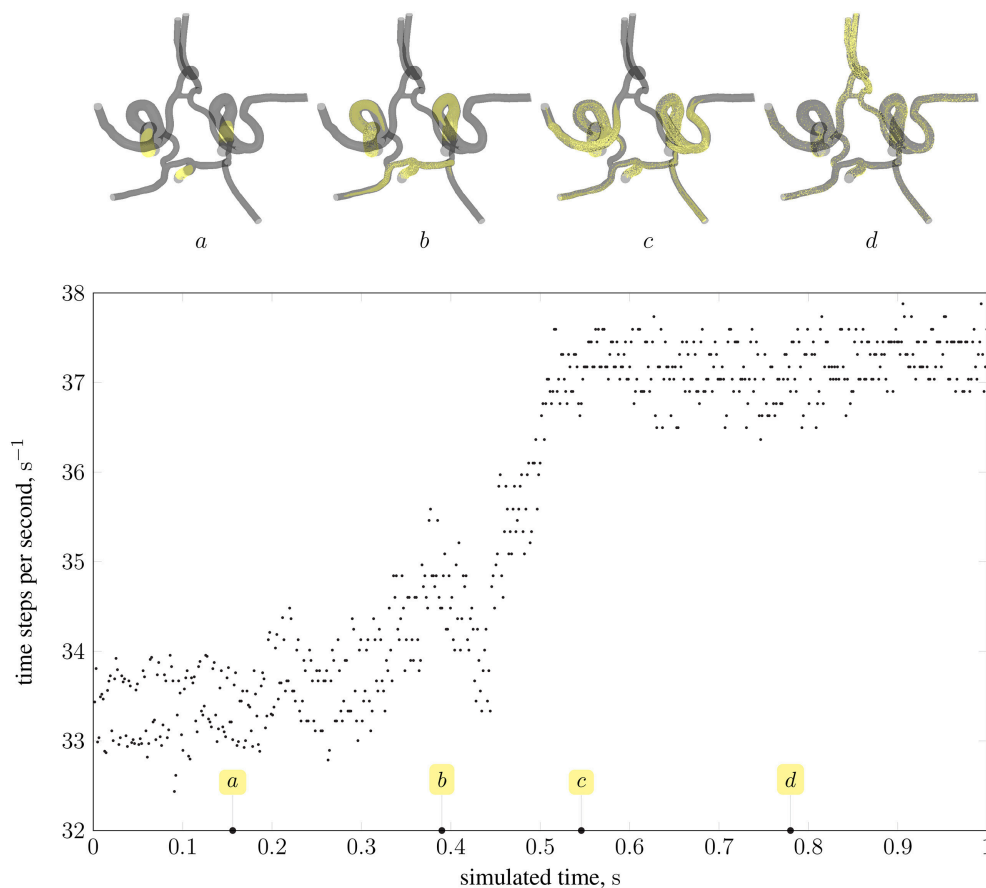 a b c d
38
37
36
35
34
33
32
time steps per second, s⁻¹
a b c d
0 0.1 0.2 0.3 0.4 0.5 0.6 0.7 0.8 0.9 1
simulated time, s